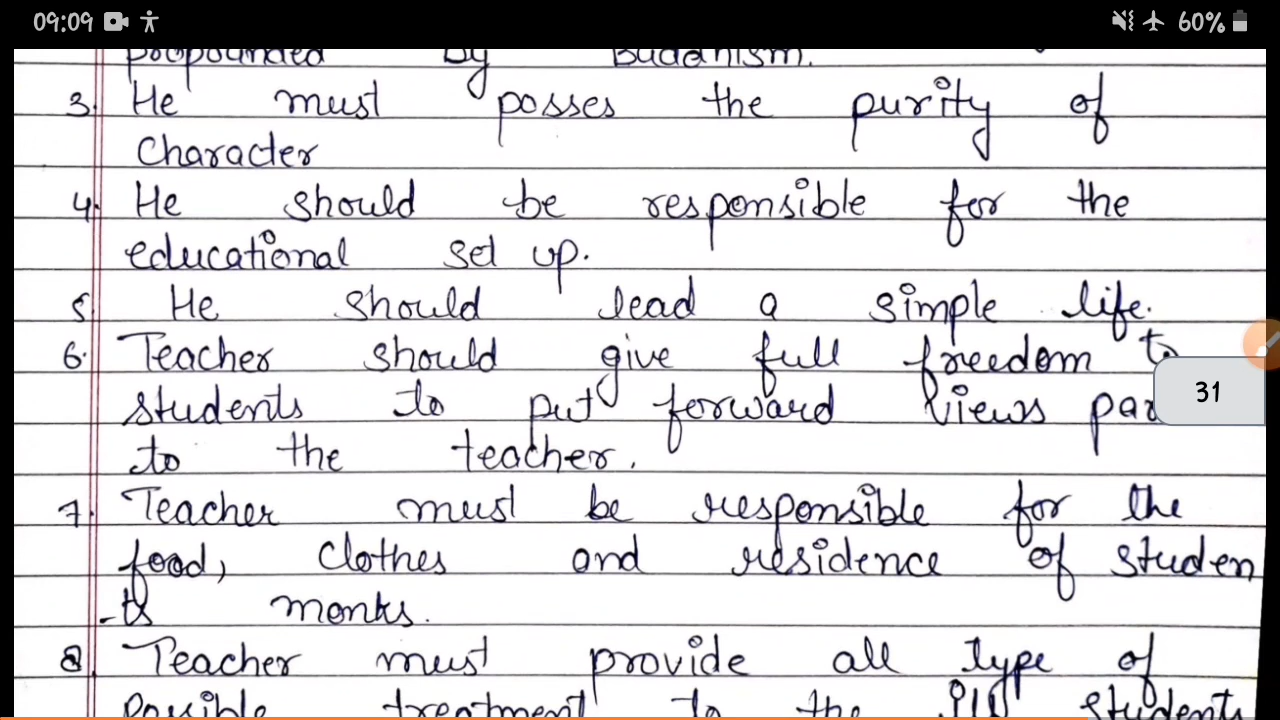 09:09 60%
propounded by Buddhism.
3. He must posses the purity of
Character
4. He should be responsible for the
educational set up.
5. He should lead a simple life.
6. Teacher should give full freedom to
31
students to put forward views
to the teacher.
7. Teacher must be responsible for the
food, clothes and residence of studen
-ts monks.
8. Teacher must provide all type of
possible treatment to the ill students